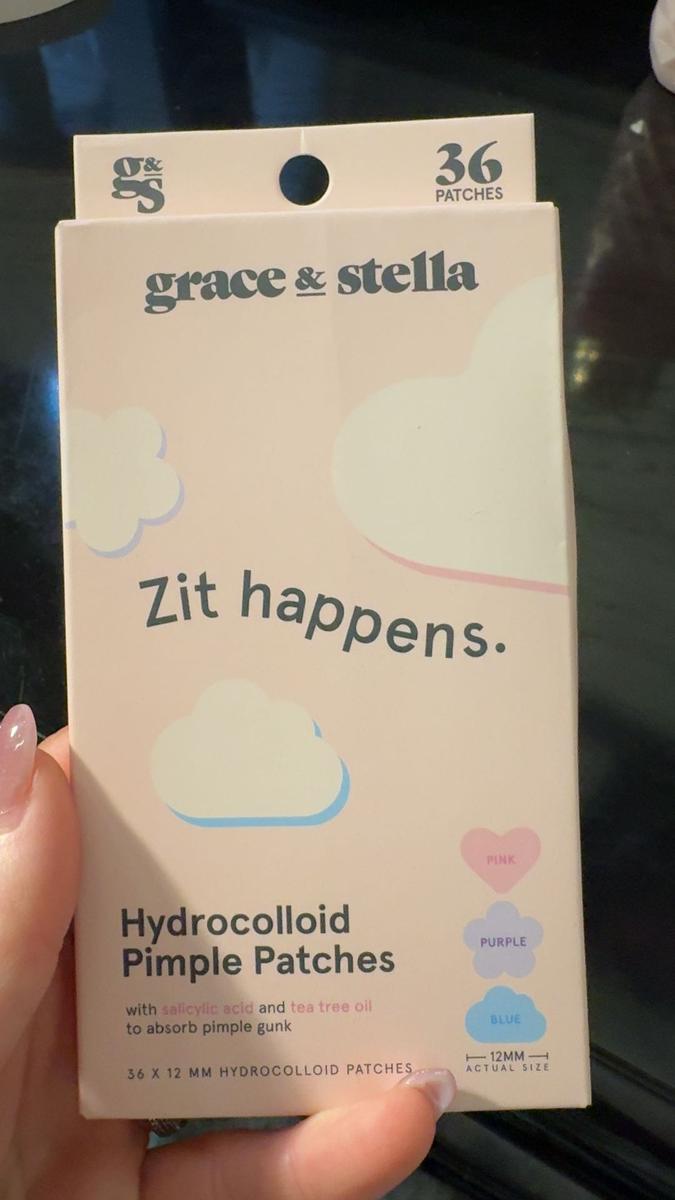 g&s
36
PATCHES
grace & stella
Zit happens.
PINK
PURPLE
BLUE
12MM
ACTUAL SIZE
Hydrocolloid
Pimple Patches
with salicylic acid and tea tree oil
to absorb pimple gunk
36 X 12 MM HYDROCOLLOID PATCHES